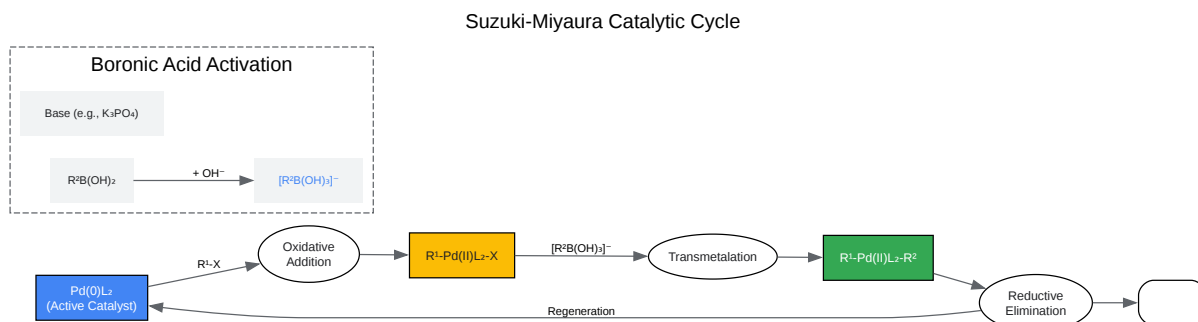 Suzuki-Miyaura Catalytic Cycle
Boronic Acid Activation
Base (e.g., K₃PO₄)
R²B(OH)₂
+ OH⁻
[R²B(OH)₃]⁻
Pd(0)L₂
(Active Catalyst)
R¹-X
Oxidative
Addition
R¹-Pd(II)L₂-X
[R²B(OH)₃]⁻
Transmetalation
R¹-Pd(II)L₂-R²
Reductive
Elimination
Regeneration